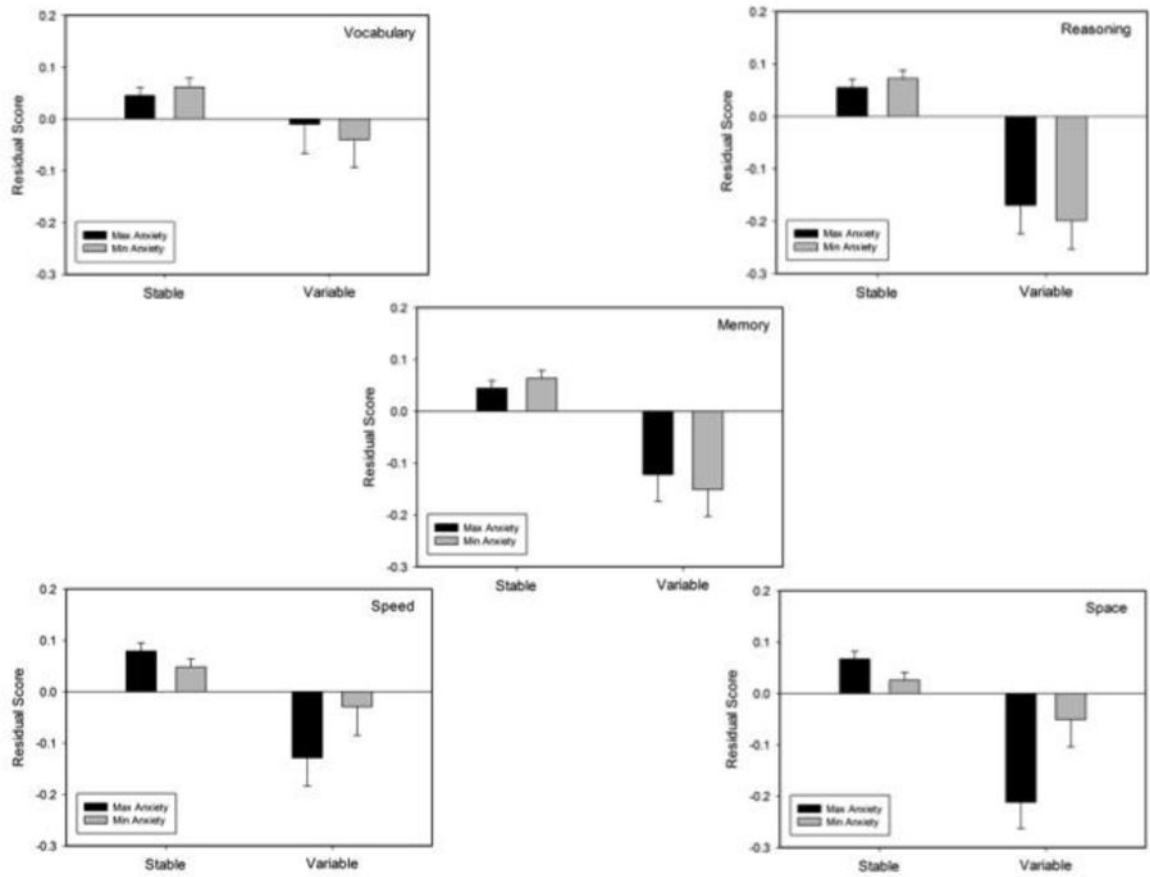 Vocabulary
0.2
0.1
0.0
-0.1
-0.2
-0.3
Residual Score
Max Anxiety
Min Anxiety
Stable Variable
Reasoning
0.2
0.1
0.0
-0.1
-0.2
-0.3
Residual Score
Max Anxiety
Min Anxiety
Stable Variable
Memory
0.2
0.1
0.0
-0.1
-0.2
-0.3
Residual Score
Max Anxiety
Min Anxiety
Stable Variable
Speed
0.2
0.1
0.0
-0.1
-0.2
-0.3
Residual Score
Max Anxiety
Min Anxiety
Stable Variable
Space
0.2
0.1
0.0
-0.1
-0.2
-0.3
Residual Score
Max Anxiety
Min Anxiety
Stable Variable